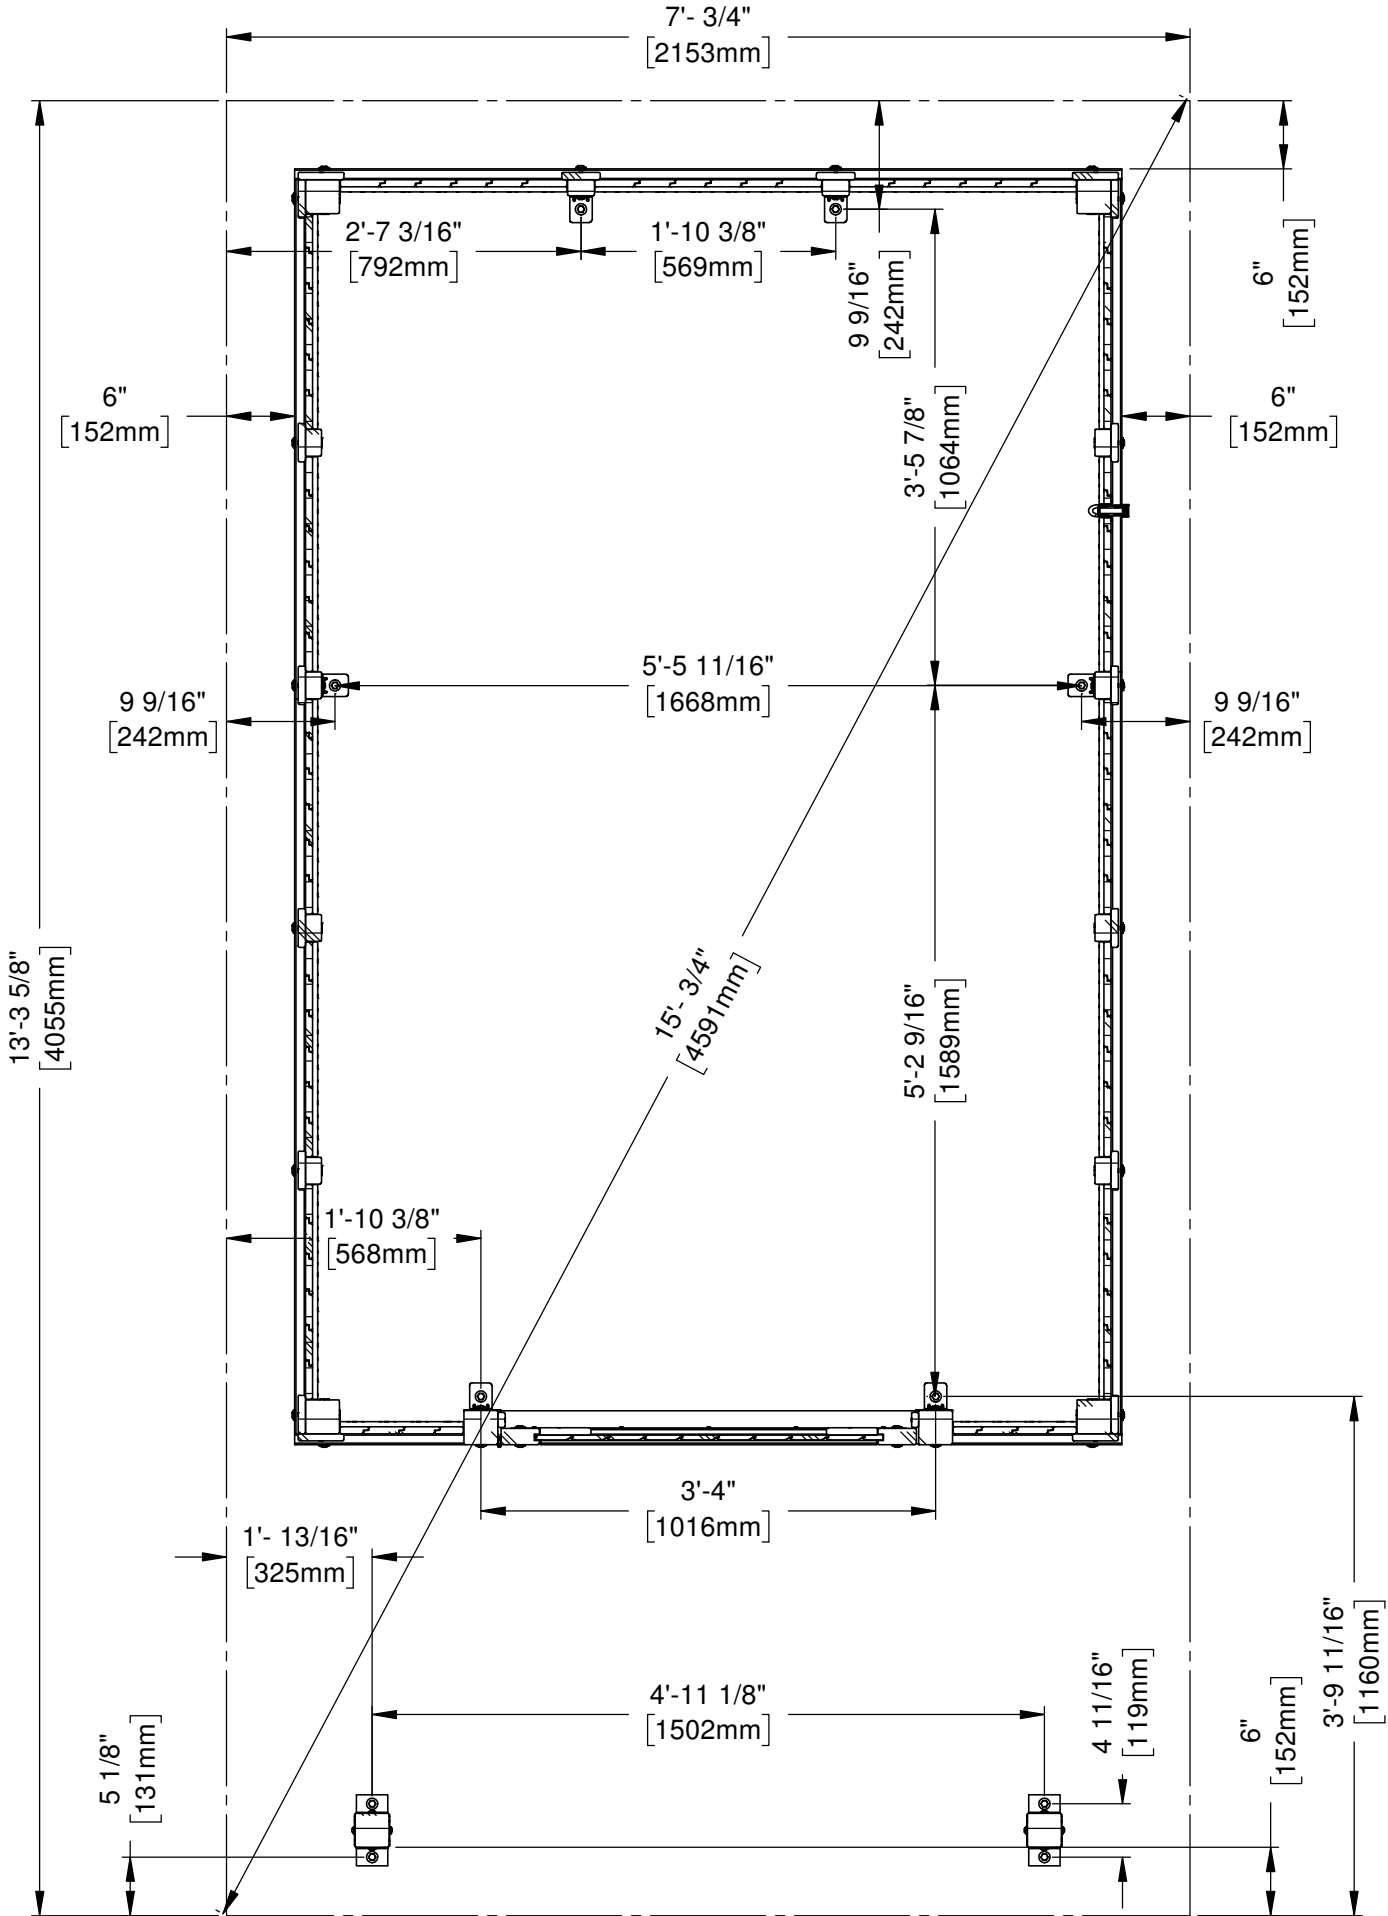 7'- 3/4"
[2153mm]
2'-7 3/16"
[792mm]
1'-10 3/8"
[569mm]
9 9/16"
[242mm]
6"
[152mm]
6"
[152mm]
3'-5 7/8"
[1064mm]
6"
[152mm]
5'-5 11/16"
[1668mm]
9 9/16"
[242mm]
9 9/16"
[242mm]
13'-3 5/8"
[4055mm]
15'- 3/4"
[4591mm]
5'-2 9/16"
[1589mm]
1'-10 3/8"
[568mm]
3'-4"
[1016mm]
1'- 13/16"
[325mm]
4'-11 1/8"
[1502mm]
4 11/16"
[119mm]
6"
[152mm]
3'-9 11/16"
[1160mm]
5 1/8"
[131mm]